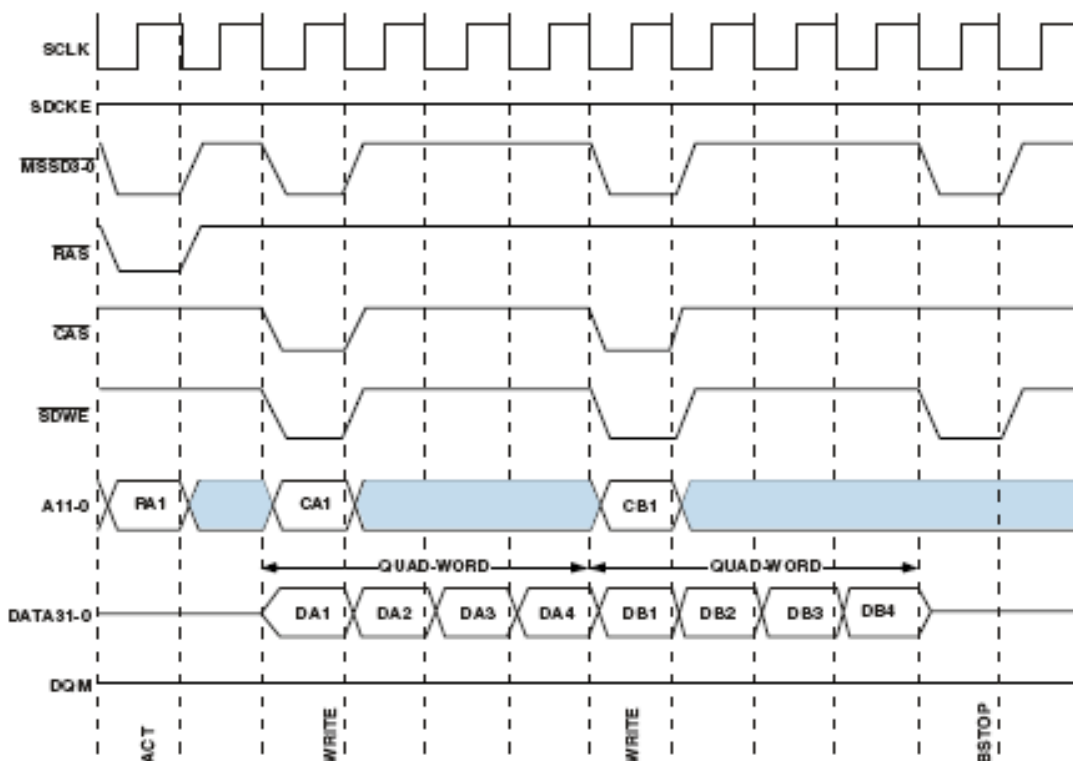 SCLK
SDCKE
MSSD3-0
RAS
CAS
SDWE
A11-0 RA1 CA1 CB1
QUAD-WORD QUAD-WORD
DATA31-0 DA1 DA2 DA3 DA4 DB1 DB2 DB3 DB4
DQM
ACT WRITE WRITE BSTOP